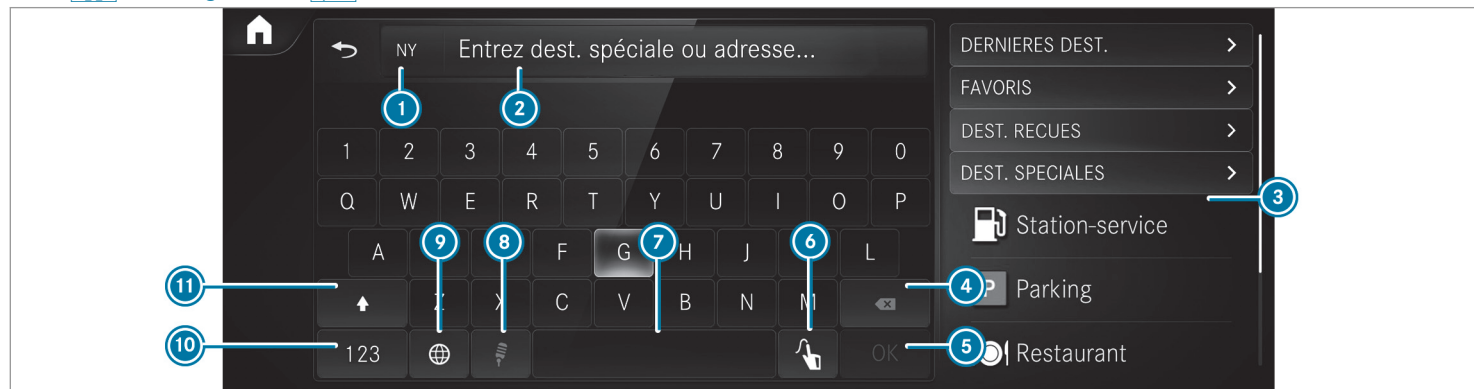 NY Entrez dest. spéciale ou adresse...
1 2
1 2 3 4 5 6 7 8 9 0
Q W E R T Y U I O P
A 9 8 F G 7 H J 6 L
11 Z X C V B N M
10 123 OK
DERNIERES DEST.
FAVORIS
DEST. RECUES
DEST. SPECIALES
3
Station-service
4 P Parking
5 Restaurant